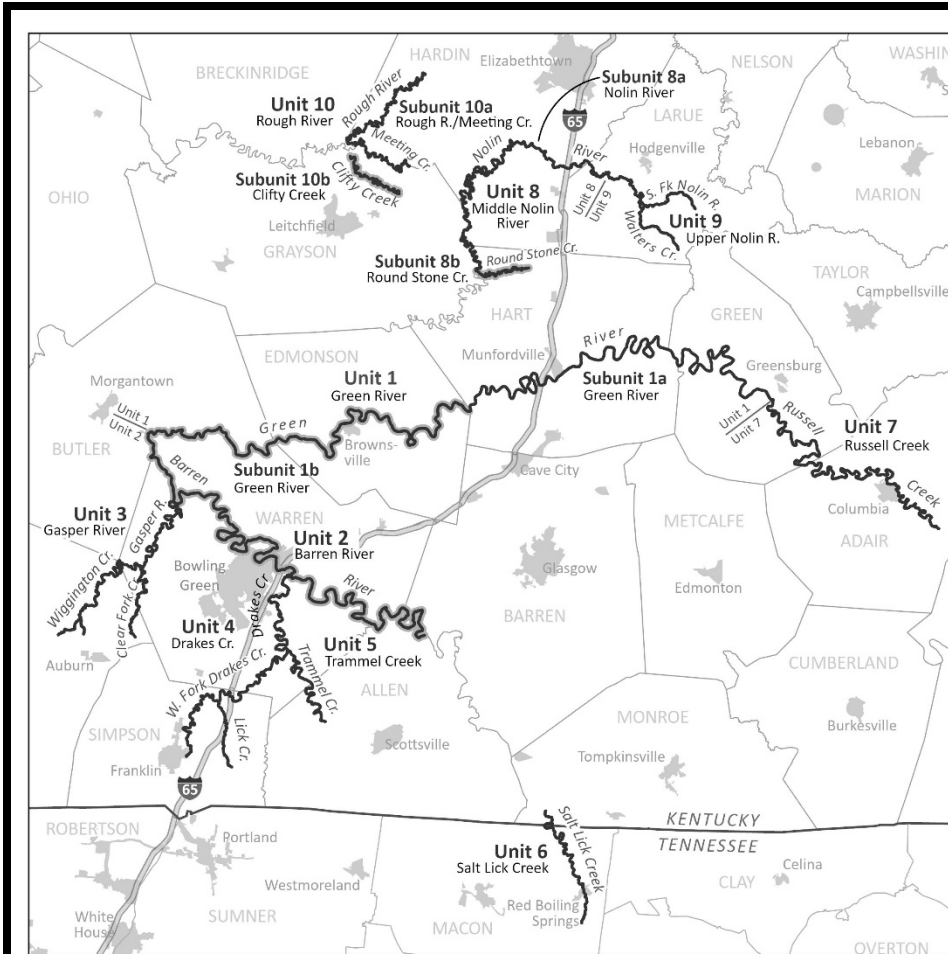 HARDIN
Elizabethtown
NELSON
WASHIN
BRECKINRIDGE
Unit 10
Rough River
Rough River
Subunit 10a
Rough R./Meeting Cr.
Meeting Cr.
Subunit 8a
Nolin River
65
LARUE
Hodgenville
Lebanon
MARION
OHIO
Subunit 10b
Clifty Creek
Clifty Creek
Leitchfield
GRAYSON
Nolin
River
Unit 8
Middle Nolin
River
Unit 8
Unit 9
S. Fk Nolin R.
Unit 9
Upper Nolin R.
Walters Cr.
Subunit 8b
Round Stone Cr.
Round Stone Cr.
TAYLOR
Campbellsville
HART
GREEN
EDMONSON
Munfordville
River
Greensburg
Morgantown
Unit 1
Green River
Subunit 1a
Green River
Unit 1
Unit 2
Green
Browns-
ville
Unit 1
Unit 7
Russell
Creek
Unit 7
Russell Creek
BUTLER
Barren
Subunit 1b
Green River
Cave City
Columbia
ADAIR
Unit 3
Gasper River
Gasper R.
WARREN
Unit 2
Barren River
METCALFE
Wiggington Cr.
Clear Fork Cr.
Bowling
Green
Drakes Cr.
River
Glasgow
Edmonton
BARREN
Unit 4
Drakes Cr.
Unit 5
Trammel Creek
Auburn
W. Fork Drakes Cr.
Trammel Cr.
ALLEN
CUMBERLAND
SIMPSON
Lick Cr.
Scottsville
MONROE
Burkesville
Franklin
Tompkinsville
65
ROBERTSON
Portland
Salt Lick Creek
KENTUCKY
TENNESSEE
Unit 6
Salt Lick Creek
Westmoreland
Celina
CLAY
White
House
SUMNER
MACON
Red Boiling
Springs
OVERTON